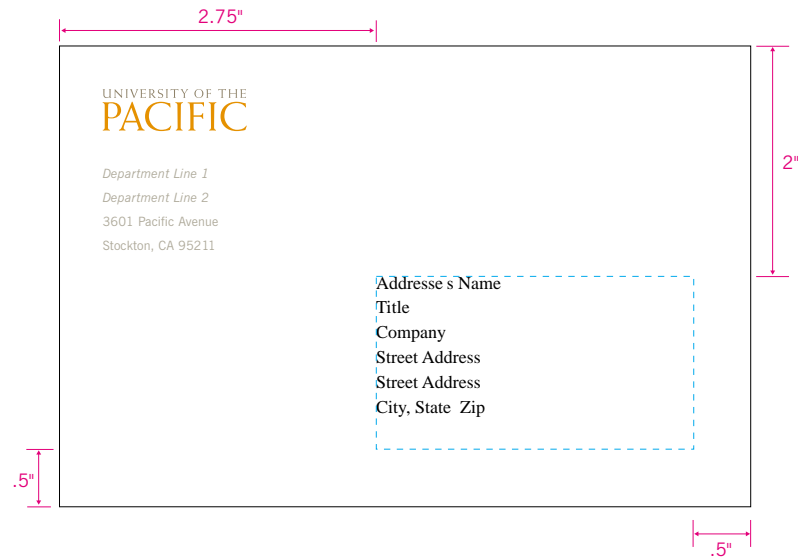 2.75"
UNIVERSITY OF THE
PACIFIC
2"
Department Line 1
Department Line 2
3601 Pacific Avenue
Stockton, CA 95211
Addresse s Name
Title
Company
Street Address
Street Address
City, State  Zip
.5"
.5"